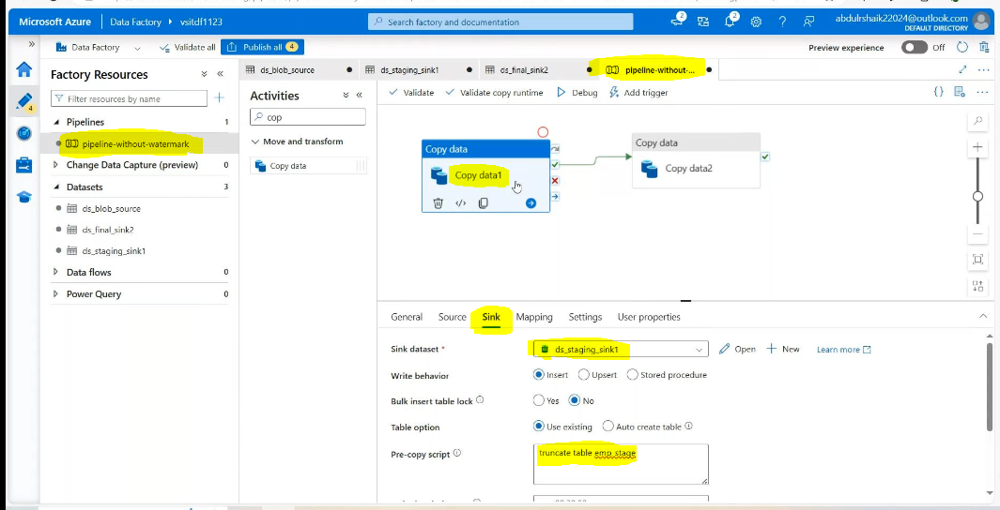 Microsoft Azure
Data Factory
vsitdf1123
Search factory and documentation
2
2
abdulrshaik22024@outlook.com
DEFAULT DIRECTORY
Data Factory
Validate all
Publish all
4
Preview experience
Off
Factory Resources
Filter resources by name
4
Pipelines
1
pipeline-without-watermark
Change Data Capture (preview)
0
Datasets
3
ds_blob_source
ds_final_sink2
ds_staging_sink1
Data flows
0
Power Query
0
ds_blob_source
ds_staging_sink1
ds_final_sink2
pipeline-without-...
Activities
cop
Move and transform
Copy data
Validate
Validate copy runtime
Debug
Add trigger
Copy data
Copy data1
Copy data
Copy data2
General
Source
Sink
Mapping
Settings
User properties
Sink dataset *
ds_staging_sink1
Open
New
Learn more
Write behavior
Insert
Upsert
Stored procedure
Bulk insert table lock
Yes
No
Table option
Use existing
Auto create table
Pre-copy script
truncate table emp_stage